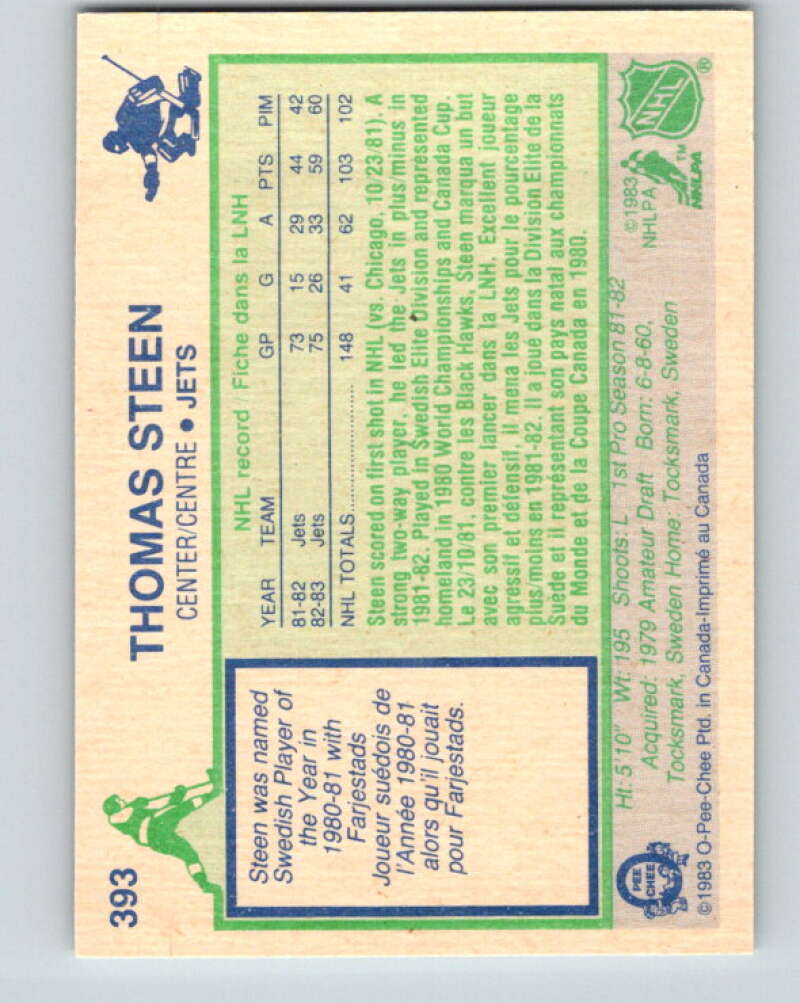 393
THOMAS STEEN
CENTER/CENTRE • JETS
Steen was named
Swedish Player of
the Year in
1980-81 with
Farjestads
Joueur suédois de
l'Année 1980-81
alors qu'il jouait
pour Farjestads.
NHL record / Fiche dans la LNH
YEAR TEAM GP G A PTS PIM
81-82 Jets 73 15 29 44 42
82-83 Jets 75 26 33 59 60
NHL TOTALS.................... 148 41 62 103 102
Steen scored on first shot in NHL (vs. Chicago, 10/23/81). A
strong two-way player, he led the Jets in plus/minus in
1981-82. Played in Swedish Elite Division and represented
homeland in 1980 World Championships and Canada Cup.
Le 23/10/81, contre les Black Hawks, Steen marqua un but
avec son premier lancer dans la LNH. Excellent joueur
agressif et défensif, il mena les Jets pour le pourcentage
plus/moins en 1981-82. Il a joué dans la Division Elite de la
Suède et il représentant son pays natal aux championnats
du Monde et de la Coupe Canada en 1980.
Ht: 5'10" Wt: 195 Shoots: L 1st Pro Season 81-82
Acquired: 1979 Amateur Draft Born: 6-8-60,
Tocksmark, Sweden Home: Tocksmark, Sweden
©1983
NHLPA
™
NHLPA
NHL
®
O
PEE
CHEE
©1983 O-Pee-Chee Ptd. in Canada-Imprimé au Canada